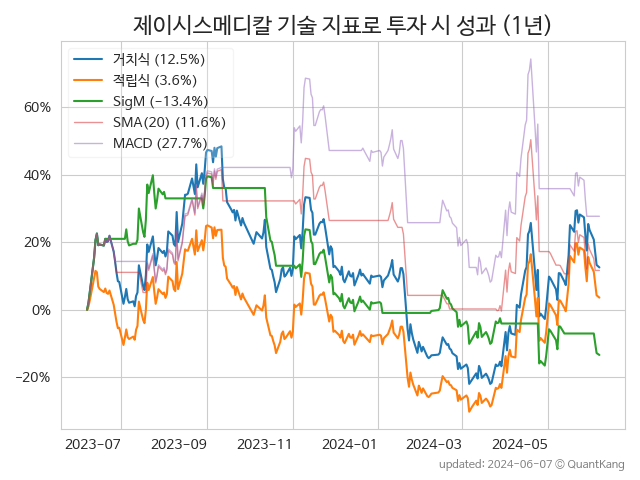 제이시스메디칼 기술 지표로 투자 시 성과 (1년)
거치식 (12.5%)
적립식 (3.6%)
SigM (−13.4%)
SMA(20) (11.6%)
MACD (27.7%)
60%
40%
20%
0%
−20%
2023-07
2023-09
2023-11
2024-01
2024-03
2024-05
updated: 2024-06-07 © QuantKang